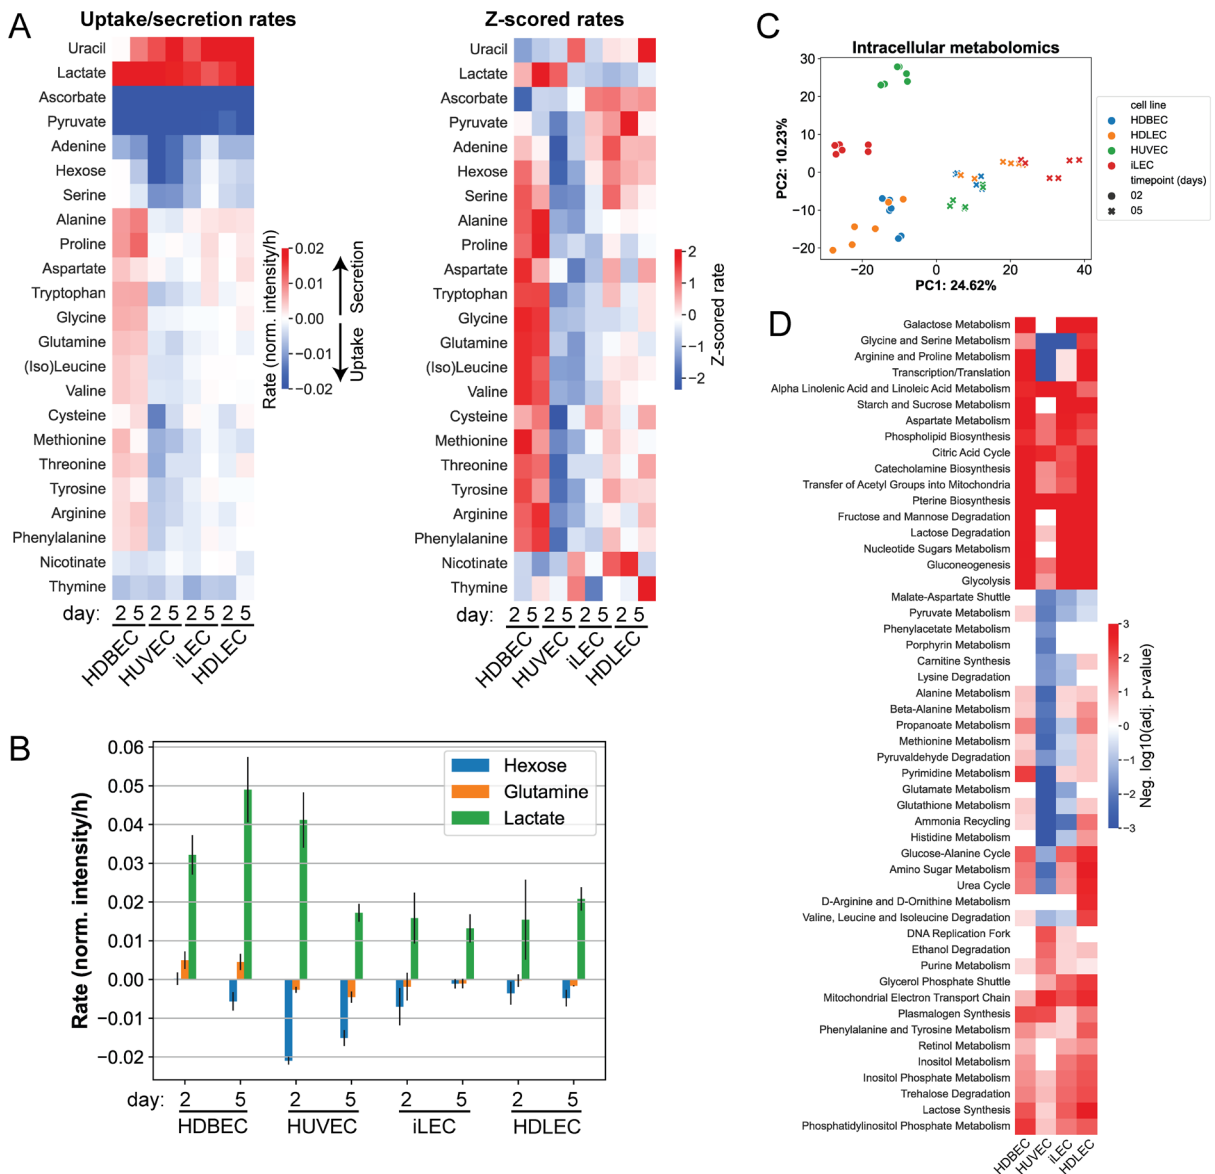 A
Uptake/secretion rates
Uracil
Lactate
Ascorbate
Pyruvate
Adenine
Hexose
Serine
Alanine
Proline
Aspartate
Tryptophan
Glycine
Glutamine
(Iso)Leucine
Valine
Cysteine
Methionine
Threonine
Tyrosine
Arginine
Phenylalanine
Nicotinate
Thymine
day: 2 5 2 5 2 5 2 5
HDBEC HUVEC iLEC HDLEC
0.02
0.01
0.00
−0.01
−0.02
Rate (norm. intensity/h)
Secretion
Uptake
Z-scored rates
Uracil
Lactate
Ascorbate
Pyruvate
Adenine
Hexose
Serine
Alanine
Proline
Aspartate
Tryptophan
Glycine
Glutamine
(Iso)Leucine
Valine
Cysteine
Methionine
Threonine
Tyrosine
Arginine
Phenylalanine
Nicotinate
Thymine
day: 2 5 2 5 2 5 2 5
HDBEC HUVEC iLEC HDLEC
2
1
0
−1
−2
Z-scored rate
B
0.06
0.05
0.04
0.03
0.02
0.01
0.00
−0.01
−0.02
Rate (norm. intensity/h)
Hexose
Glutamine
Lactate
day: 2 5 2 5 2 5 2 5
HDBEC HUVEC iLEC HDLEC
C
Intracellular metabolomics
30
20
10
0
−10
−20
PC2: 10.23%
−20 0 20 40
PC1: 24.62%
cell line
HDBEC
HDLEC
HUVEC
iLEC
timepoint (days)
02
05
D
Galactose Metabolism
Glycine and Serine Metabolism
Arginine and Proline Metabolism
Transcription/Translation
Alpha Linolenic Acid and Linoleic Acid Metabolism
Starch and Sucrose Metabolism
Aspartate Metabolism
Phospholipid Biosynthesis
Citric Acid Cycle
Catecholamine Biosynthesis
Transfer of Acetyl Groups into Mitochondria
Pterine Biosynthesis
Fructose and Mannose Degradation
Lactose Degradation
Nucleotide Sugars Metabolism
Gluconeogenesis
Glycolysis
Malate-Aspartate Shuttle
Pyruvate Metabolism
Phenylacetate Metabolism
Porphyrin Metabolism
Carnitine Synthesis
Lysine Degradation
Alanine Metabolism
Beta-Alanine Metabolism
Propanoate Metabolism
Methionine Metabolism
Pyruvaldehyde Degradation
Pyrimidine Metabolism
Glutamate Metabolism
Glutathione Metabolism
Ammonia Recycling
Histidine Metabolism
Glucose-Alanine Cycle
Amino Sugar Metabolism
Urea Cycle
D-Arginine and D-Ornithine Metabolism
Valine, Leucine and Isoleucine Degradation
DNA Replication Fork
Ethanol Degradation
Purine Metabolism
Glycerol Phosphate Shuttle
Mitochondrial Electron Transport Chain
Plasmalogen Synthesis
Phenylalanine and Tyrosine Metabolism
Retinol Metabolism
Inositol Metabolism
Inositol Phosphate Metabolism
Trehalose Degradation
Lactose Synthesis
Phosphatidylinositol Phosphate Metabolism
HDBEC HUVEC iLEC HDLEC
3
2
1
0
−1
−2
−3
Neg. log10(adj. p-value)